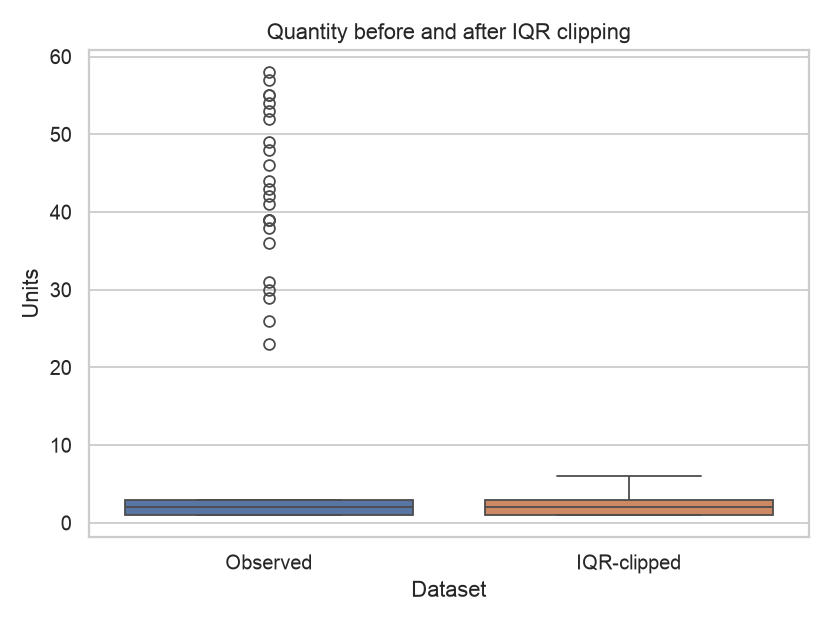 Quantity before and after IQR clipping
60
50
40
30
20
10
0
Units
Observed
IQR-clipped
Dataset